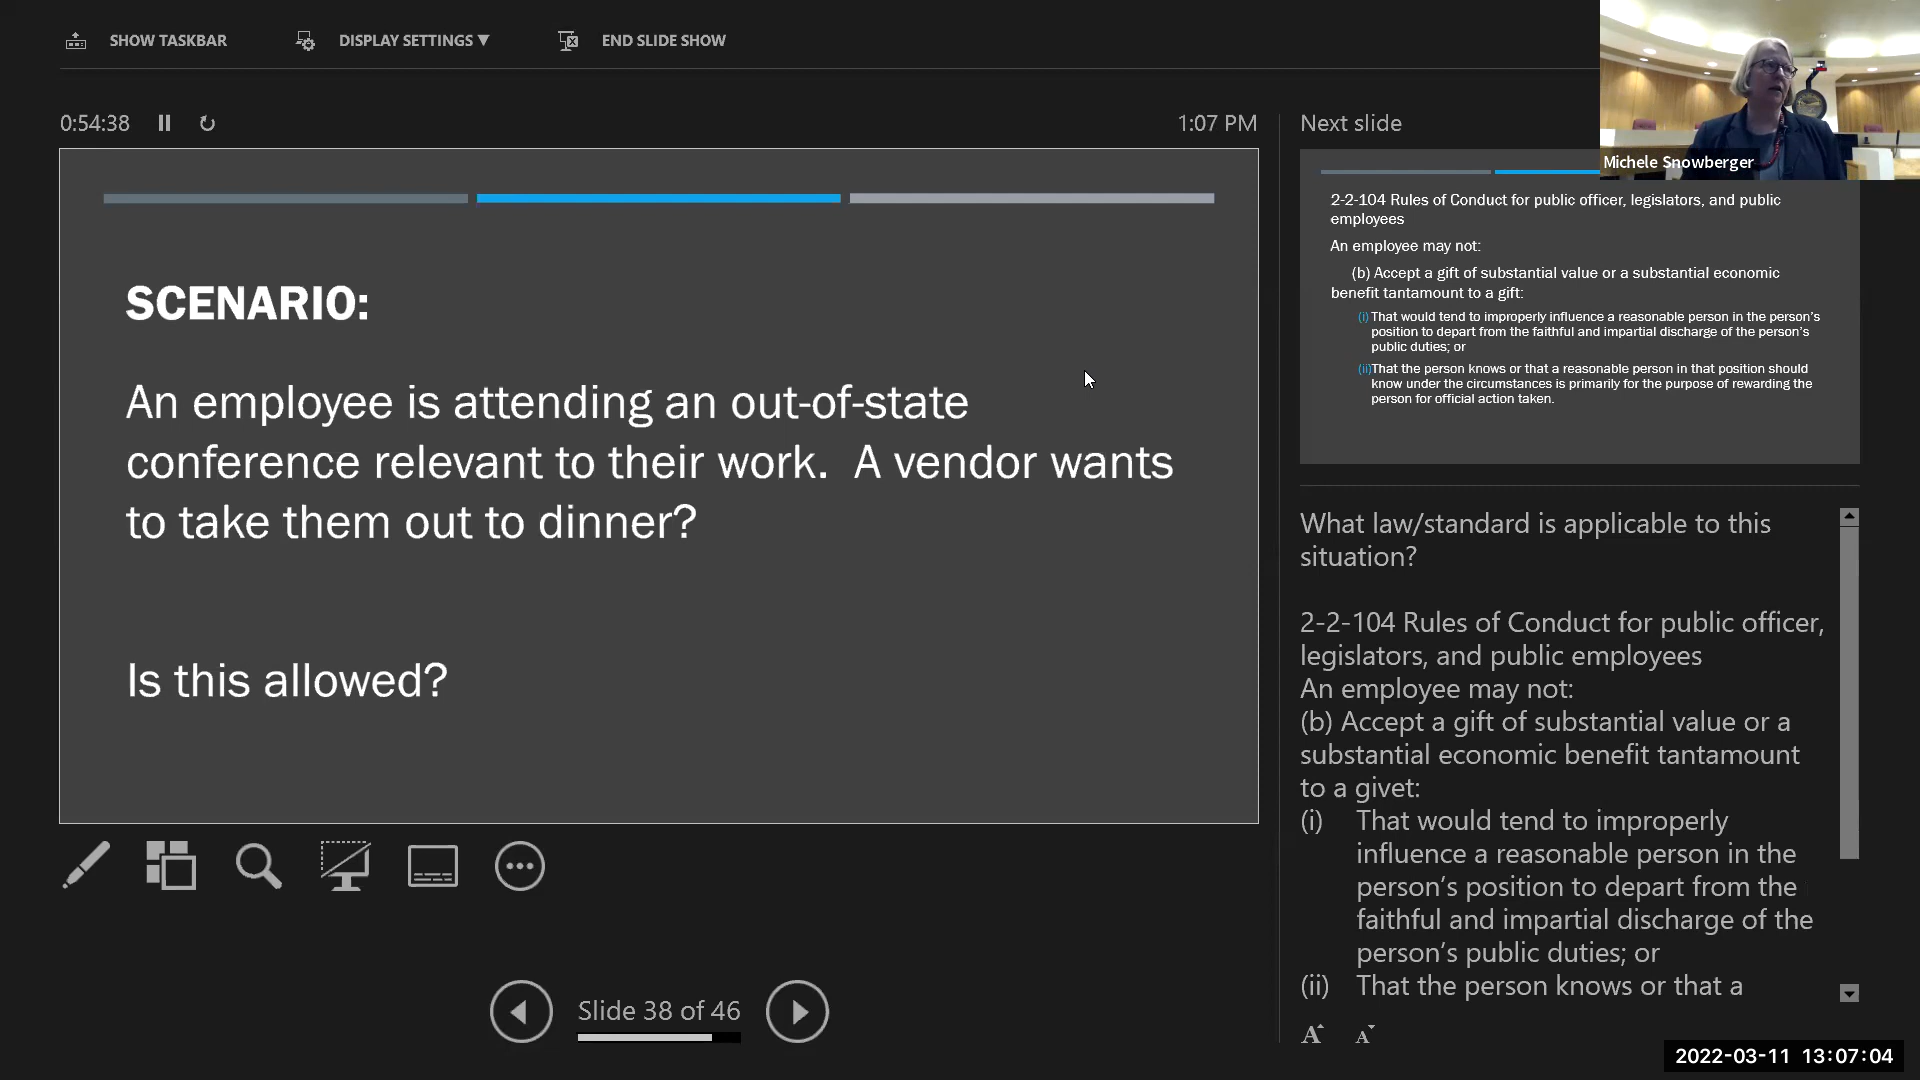 SHOW TASKBAR
DISPLAY SETTINGS ▼
END SLIDE SHOW
0:54:38
1:07 PM
SCENARIO:
An employee is attending an out-of-state
conference relevant to their work.  A vendor wants
to take them out to dinner?
Is this allowed?
Slide 38 of 46
Next slide
Michele Snowberger
2-2-104 Rules of Conduct for public officer, legislators, and public
employees
An employee may not:
(b) Accept a gift of substantial value or a substantial economic
benefit tantamount to a gift:
(i) That would tend to improperly influence a reasonable person in the person's
position to depart from the faithful and impartial discharge of the person's
public duties; or
(ii)That the person knows or that a reasonable person in that position should
know under the circumstances is primarily for the purpose of rewarding the
person for official action taken.
What law/standard is applicable to this
situation?
2-2-104 Rules of Conduct for public officer,
legislators, and public employees
An employee may not:
(b) Accept a gift of substantial value or a
substantial economic benefit tantamount
to a givet:
(i) That would tend to improperly
influence a reasonable person in the
person's position to depart from the
faithful and impartial discharge of the
person's public duties; or
(ii) That the person knows or that a
A A
2022-03-11 13:07:04